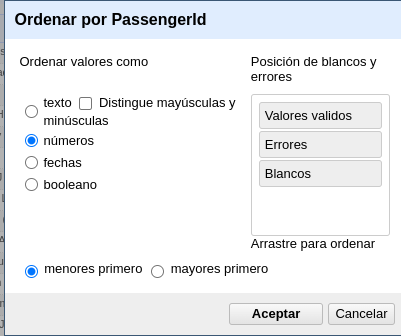 Ordenar por PassengerId
Ordenar valores como
Posición de blancos y
errores
texto Distingue mayúsculas y
minúsculas
números
fechas
booleano
Valores validos
Errores
Blancos
Arrastre para ordenar
menores primero mayores primero
Aceptar Cancelar